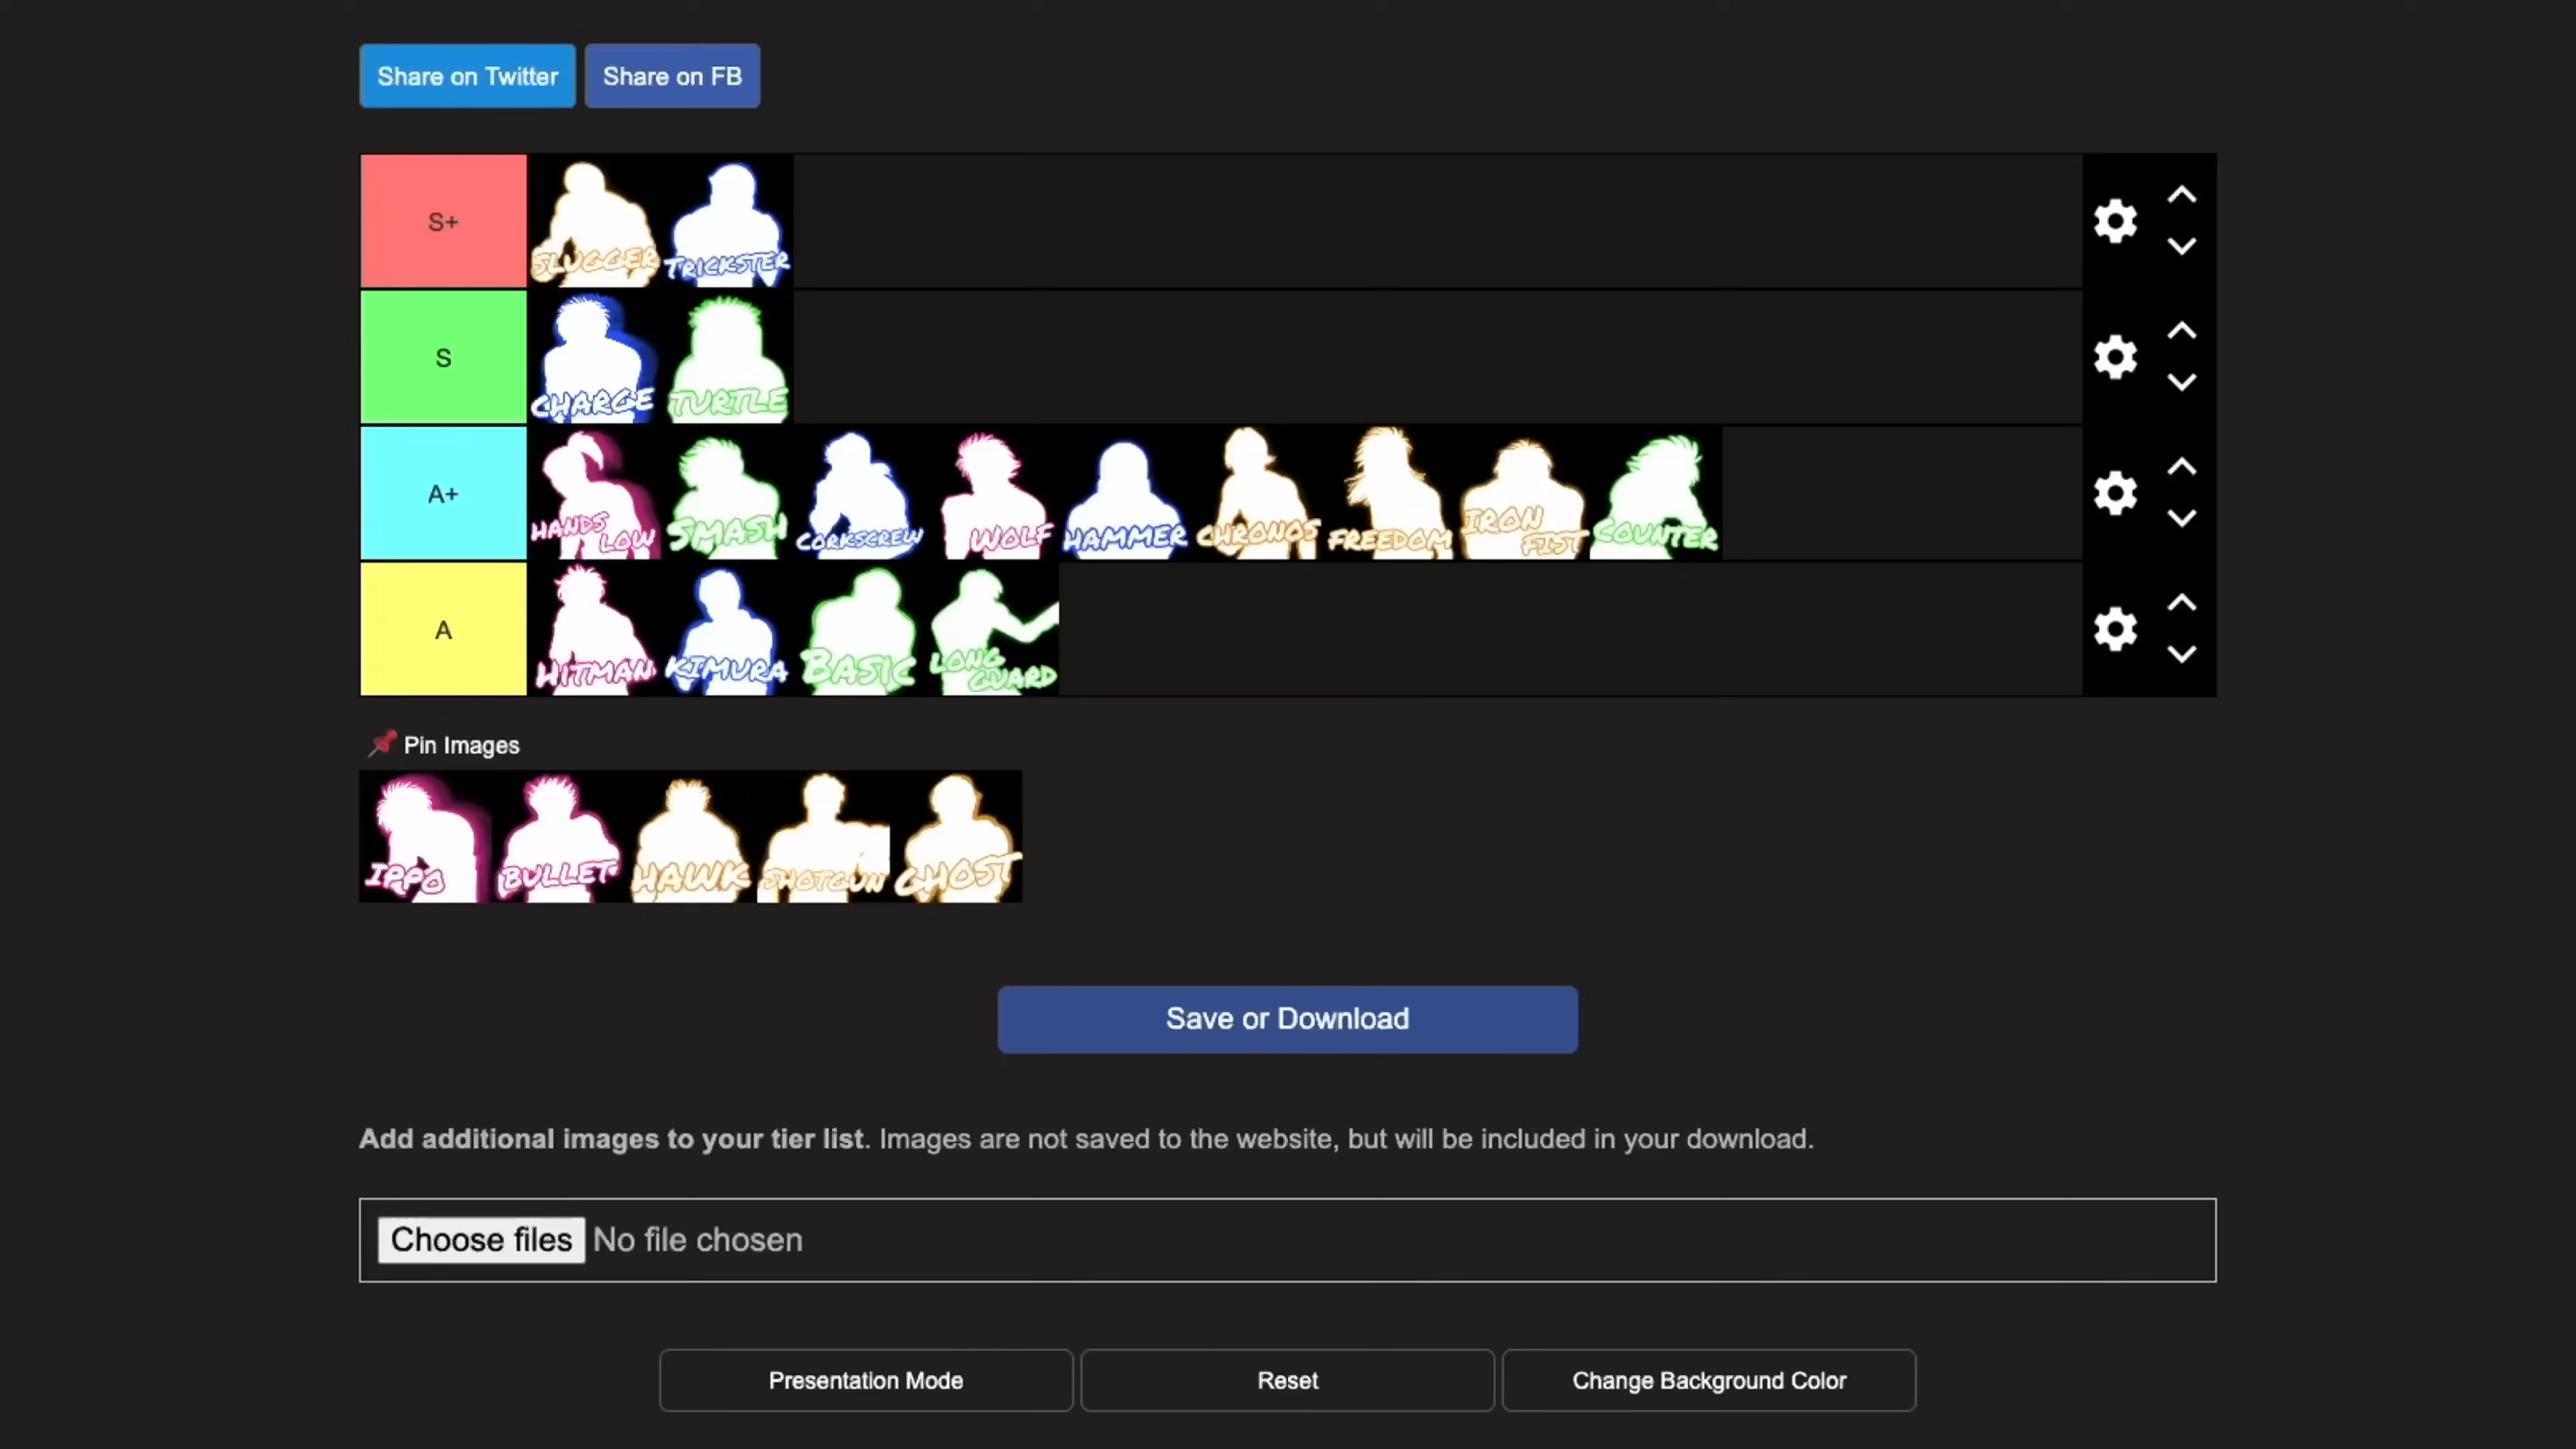 Share on Twitter Share on FB
S+ SLUGGER TRICKSTER
S CHARGE TURTLE
A+ HANDS LOW SMASH CORKSCREW WOLF HAMMER CHRONOS FREEDOM IRON FIST COUNTER
A HITMAN KIMURA BASIC LONG GUARD
Pin Images
IPPO BULLET HAWK SHOTGUN GHOST
Save or Download
Add additional images to your tier list. Images are not saved to the website, but will be included in your download.
Choose files No file chosen
Presentation Mode Reset Change Background Color